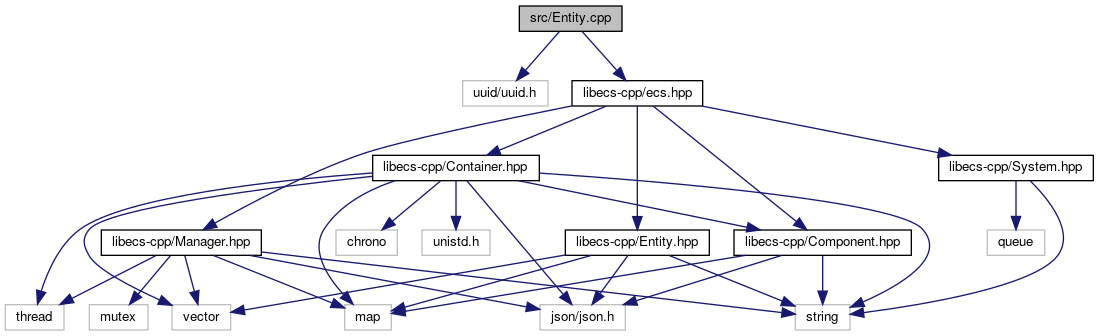 src/Entity.cpp
uuid/uuid.h
libecs-cpp/ecs.hpp
libecs-cpp/Container.hpp
libecs-cpp/System.hpp
libecs-cpp/Manager.hpp
chrono
unistd.h
libecs-cpp/Entity.hpp
libecs-cpp/Component.hpp
queue
thread
mutex
vector
map
json/json.h
string